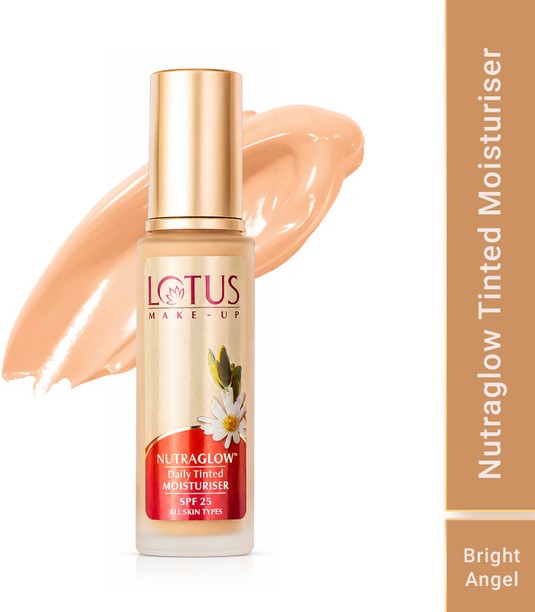 LOTUS
MAKE-UP
NUTRAGLOW™
Daily Tinted
MOISTURISER
SPF 25
ALL SKIN TYPES
Nutraglow Tinted Moisturiser
Bright
Angel